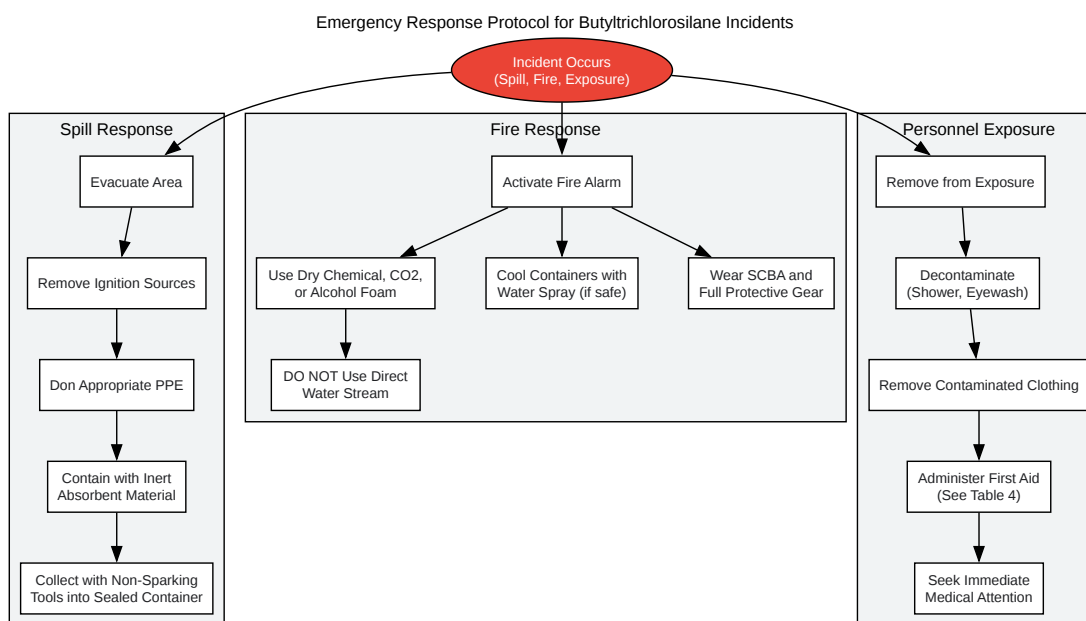 Emergency Response Protocol for Butyltrichlorosilane Incidents
Incident Occurs
(Spill, Fire, Exposure)
Spill Response
Evacuate Area
Remove Ignition Sources
Don Appropriate PPE
Contain with Inert
Absorbent Material
Collect with Non-Sparking
Tools into Sealed Container
Fire Response
Activate Fire Alarm
Use Dry Chemical, CO2,
or Alcohol Foam
DO NOT Use Direct
Water Stream
Cool Containers with
Water Spray (if safe)
Wear SCBA and
Full Protective Gear
Personnel Exposure
Remove from Exposure
Decontaminate
(Shower, Eyewash)
Remove Contaminated Clothing
Administer First Aid
(See Table 4)
Seek Immediate
Medical Attention